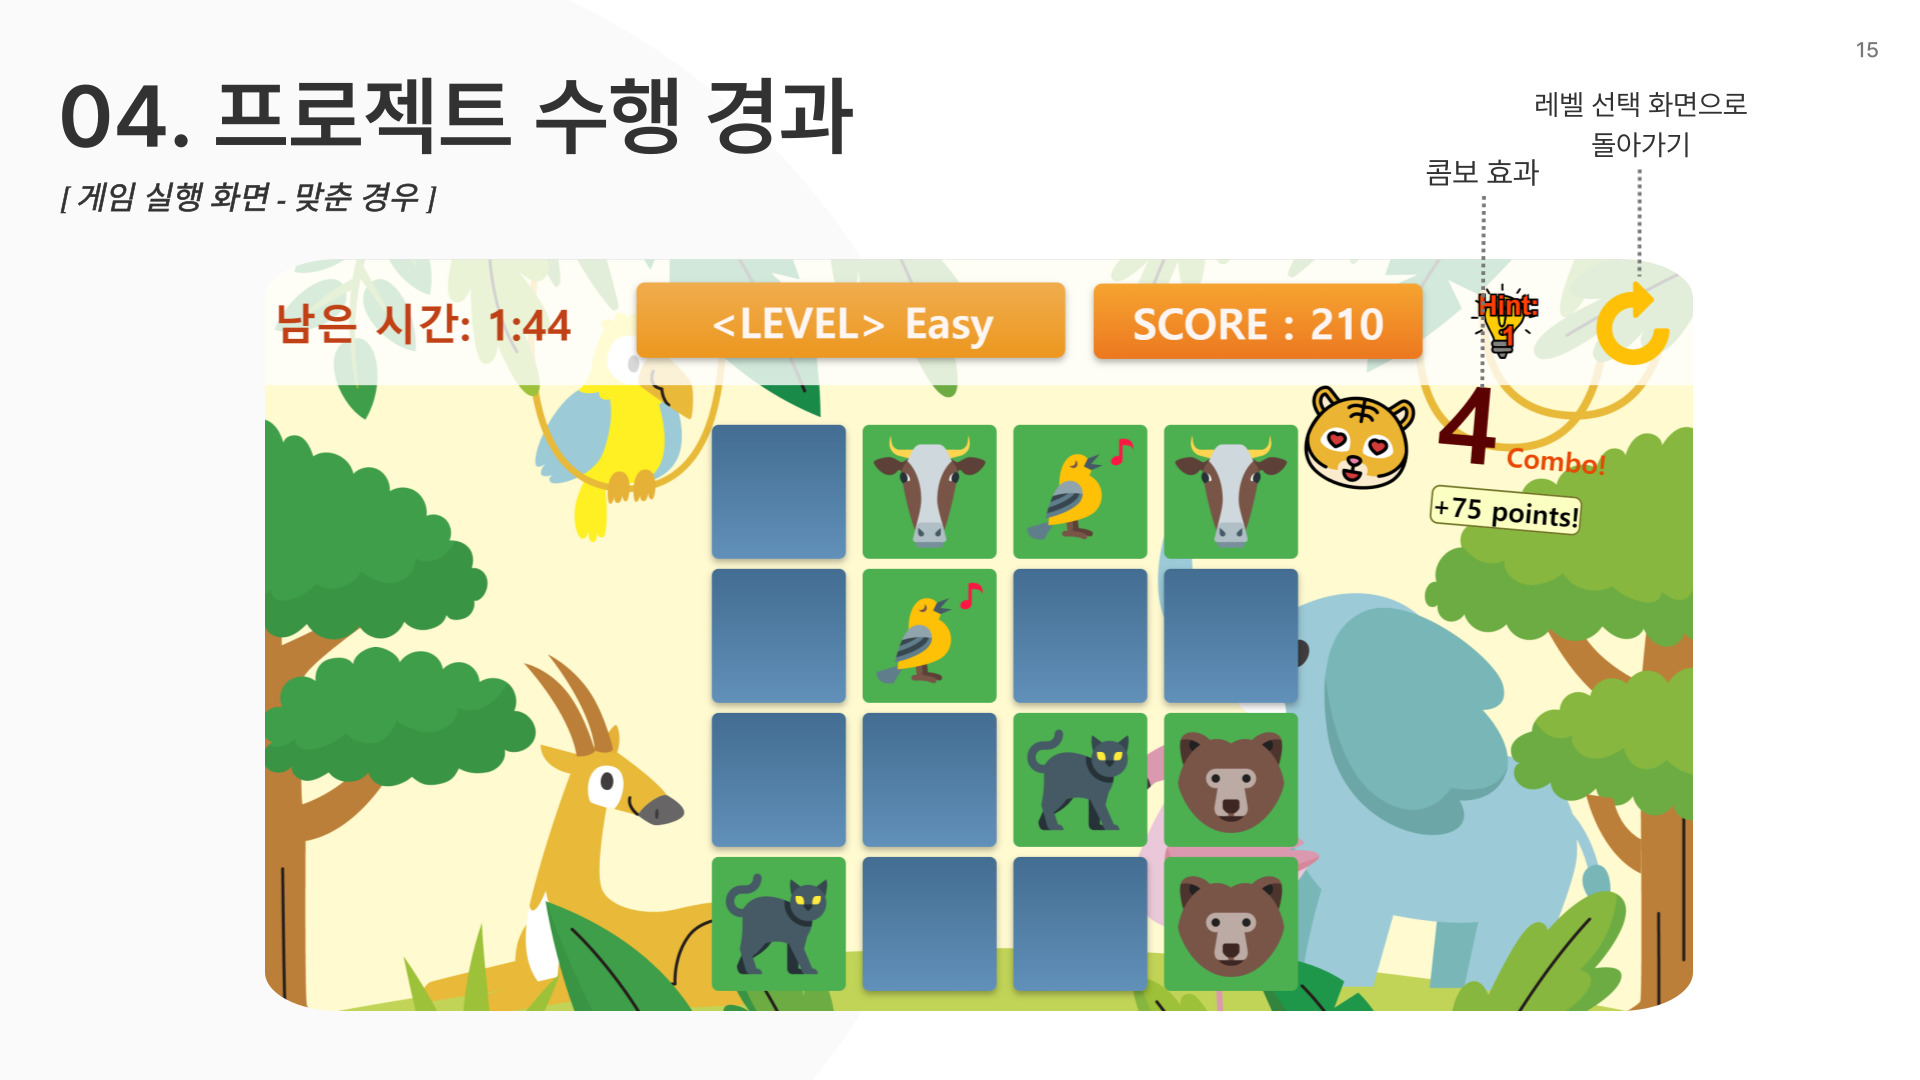 15
04. 프로젝트 수행 경과
[ 게임 실행 화면 - 맞춘 경우 ]
레벨 선택 화면으로
돌아가기
콤보 효과
남은 시간: 1:44
<LEVEL> Easy
SCORE : 210
Hint:
1
4
Combo!
+75 points!